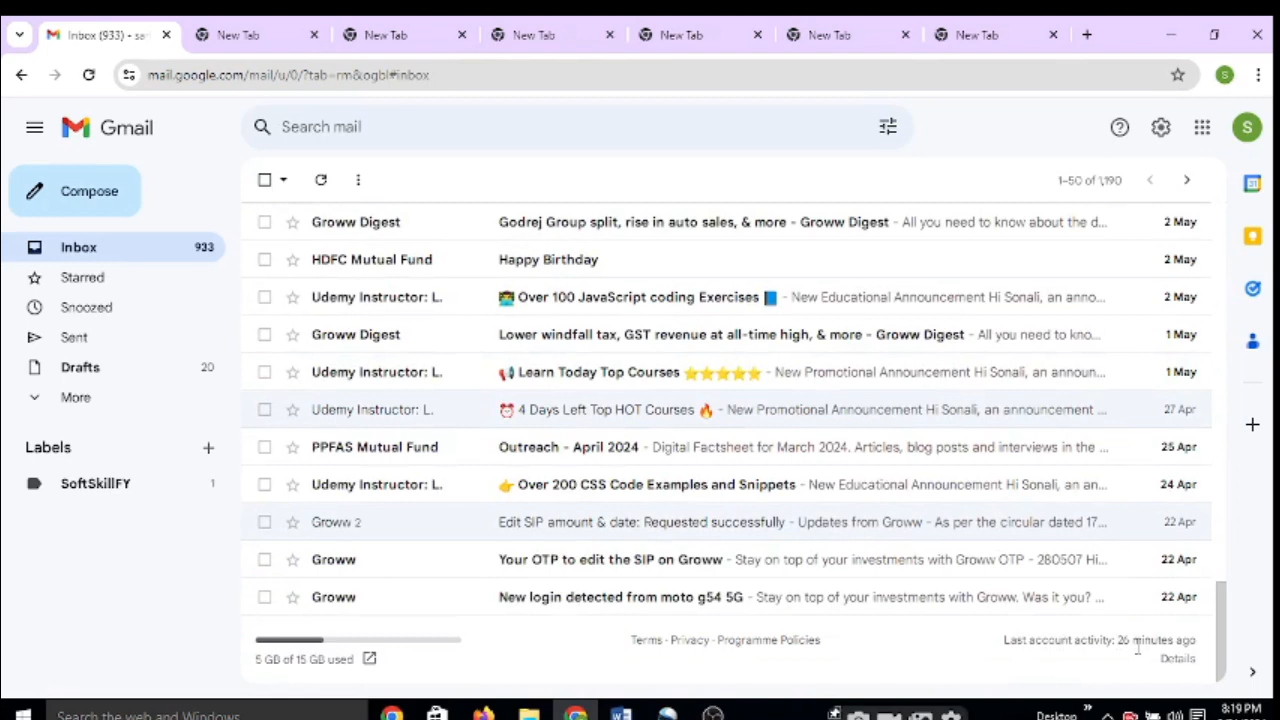 Inbox (933) - sa
New Tab
New Tab
New Tab
New Tab
New Tab
New Tab
mail.google.com/mail/u/0/?tab=rm&ogbl#inbox
S
Gmail
Search mail
S
Compose
1–50 of 1,190
31
Inbox 933
Starred
Snoozed
Sent
Drafts 20
More
Labels
SoftSkillFY 1
Groww Digest Godrej Group split, rise in auto sales, & more - Groww Digest - All you need to know about the d... 2 May
HDFC Mutual Fund Happy Birthday 2 May
Udemy Instructor: L. 👨‍💻 Over 100 JavaScript coding Exercises 📘 - New Educational Announcement Hi Sonali, an anno... 2 May
Groww Digest Lower windfall tax, GST revenue at all-time high, & more - Groww Digest - All you need to kno... 1 May
Udemy Instructor: L. 📢 Learn Today Top Courses ⭐⭐⭐⭐⭐ - New Promotional Announcement Hi Sonali, an announ... 1 May
Udemy Instructor: L. ⏰ 4 Days Left Top HOT Courses 🔥 - New Promotional Announcement Hi Sonali, an announcement ... 27 Apr
PPFAS Mutual Fund Outreach - April 2024 - Digital Factsheet for March 2024. Articles, blog posts and interviews in the ... 25 Apr
Udemy Instructor: L. 👉 Over 200 CSS Code Examples and Snippets - New Educational Announcement Hi Sonali, an an... 24 Apr
Groww 2 Edit SIP amount & date: Requested successfully - Updates from Groww - As per the circular dated 17... 22 Apr
Groww Your OTP to edit the SIP on Groww - Stay on top of your investments with Groww OTP - 280507 Hi... 22 Apr
Groww New login detected from moto g54 5G - Stay on top of your investments with Groww. Was it you? ... 22 Apr
5 GB of 15 GB used
Terms · Privacy · Programme Policies
Last account activity: 26 minutes ago
Details
Search the web and Windows
Desktop
8:19 PM